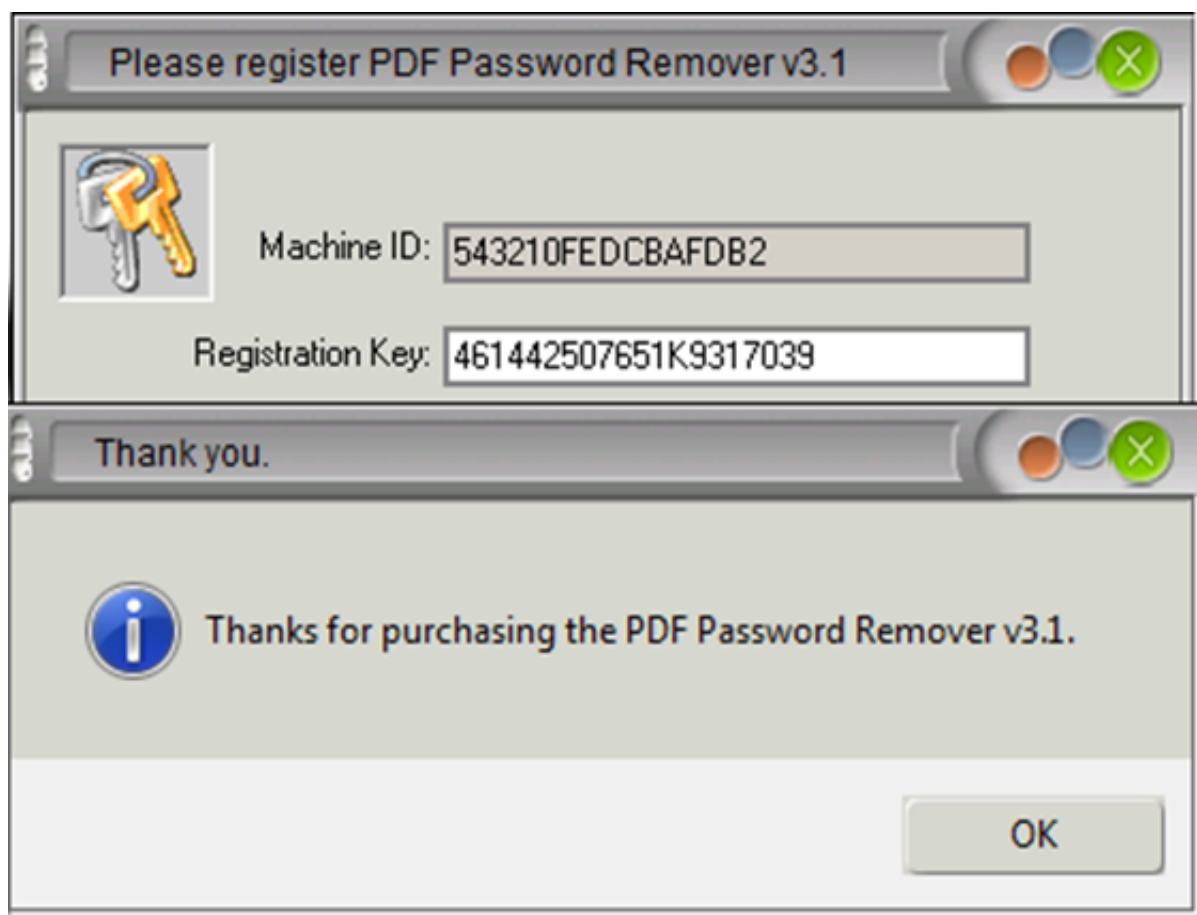 Please register PDF Password Remover v3.1
Machine ID: 543210FEDCBAFDB2
Registration Key: 461442507651K9317039
Thank you.
Thanks for purchasing the PDF Password Remover v3.1.
OK